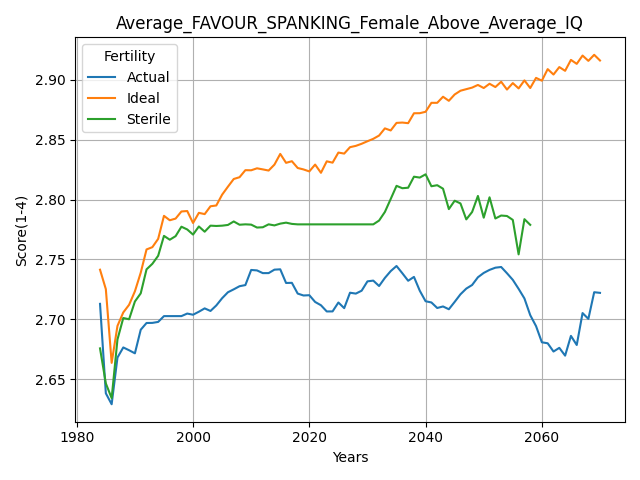 Average_FAVOUR_SPANKING_Female_Above_Average_IQ
Fertility
Actual
Ideal
Sterile
Score(1-4)
2.90
2.85
2.80
2.75
2.70
2.65
1980
2000
2020
2040
2060
Years